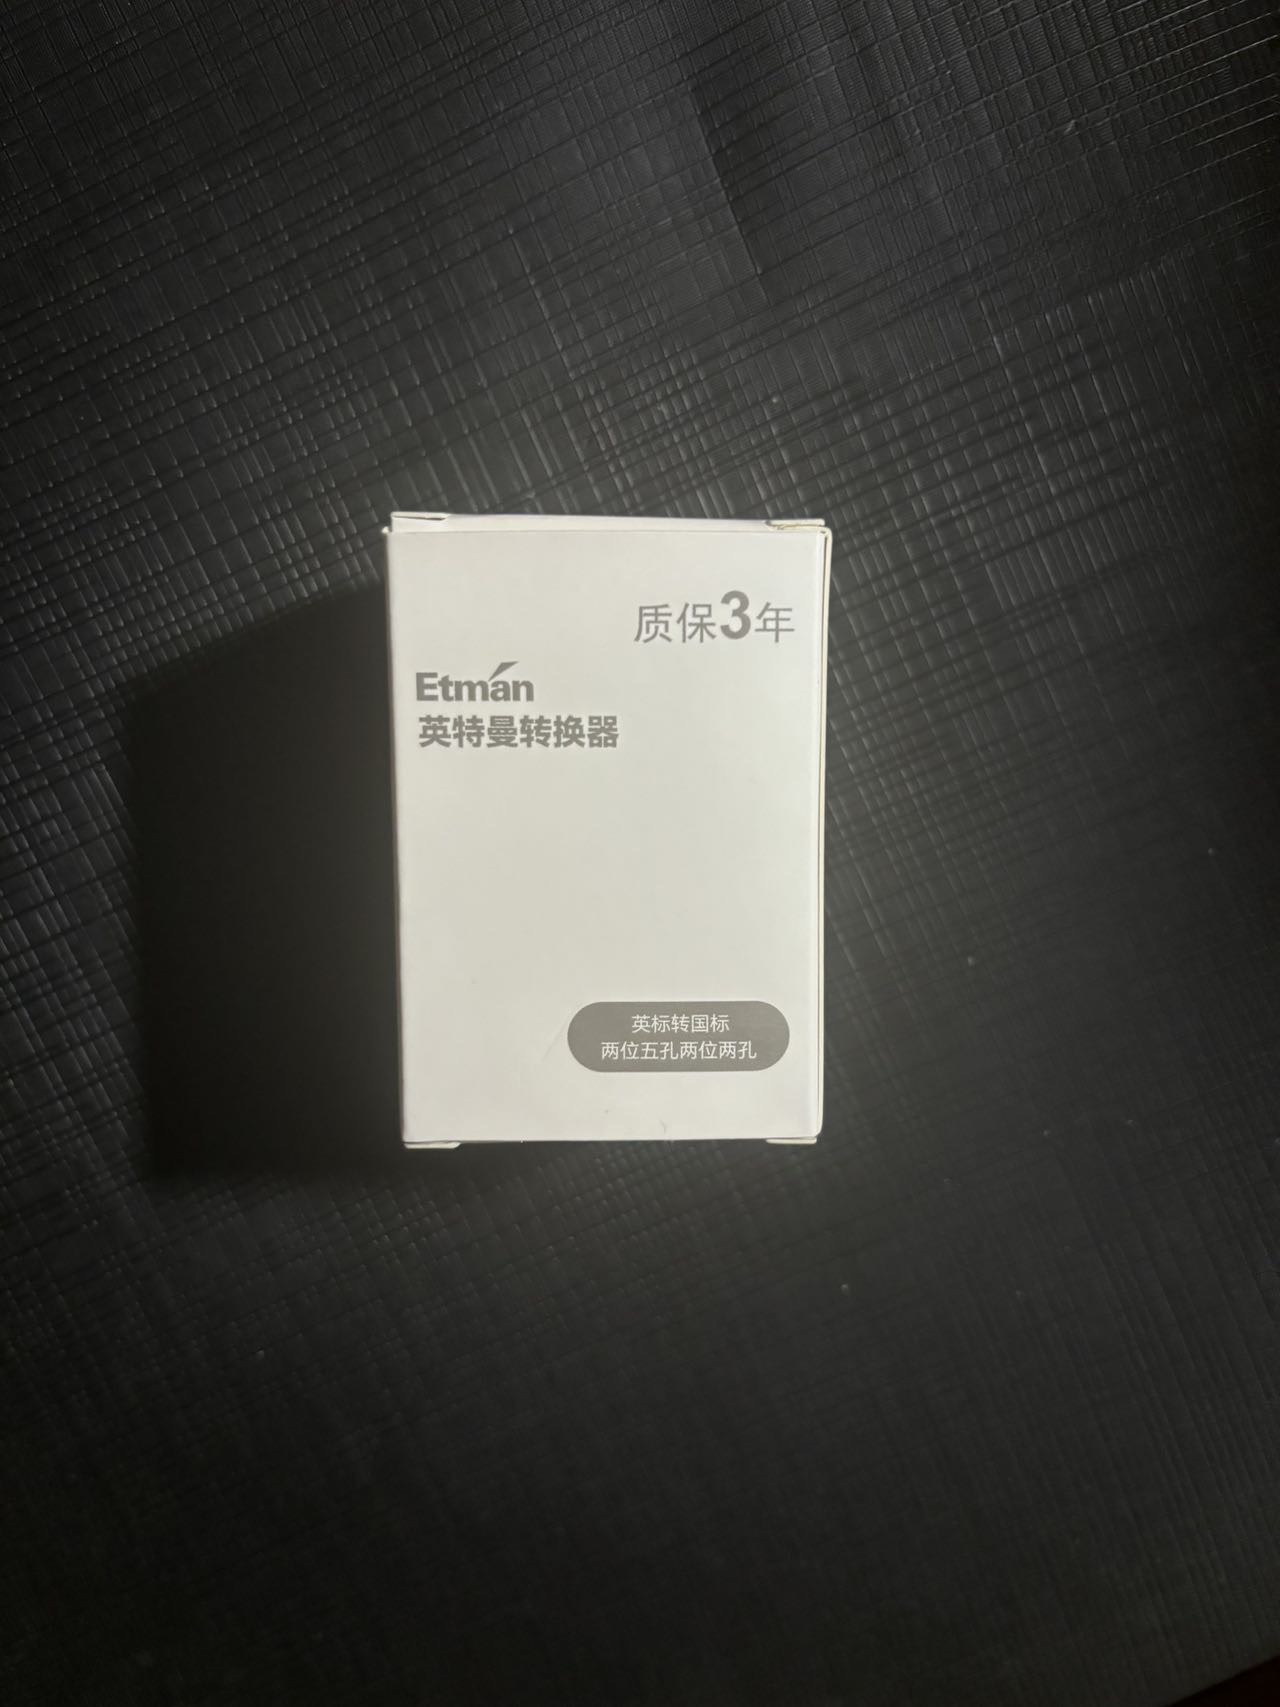 质保3年
Etman
英特曼转换器
英标转国标
两位五孔两位两孔